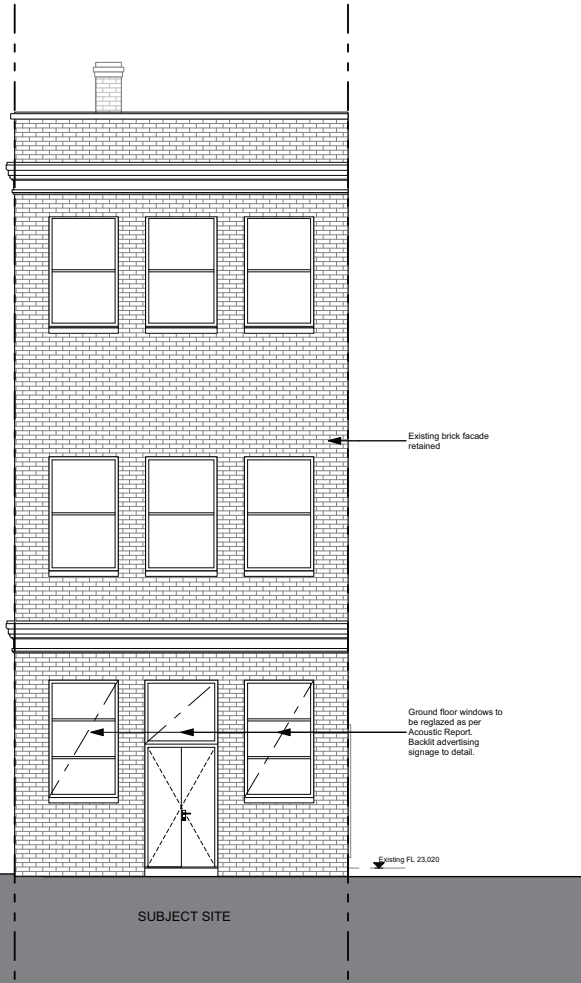 Existing brick facade
retained
Ground floor windows to
be reglazed as per
Acoustic Report.
Backlit advertising
signage to detail.
Existing FL 23,020
SUBJECT SITE